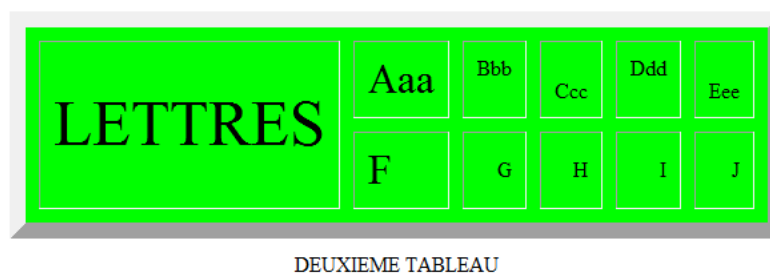 LETTRES
Aaa Bbb Ccc Ddd Eee
F G H I J
DEUXIEME TABLEAU